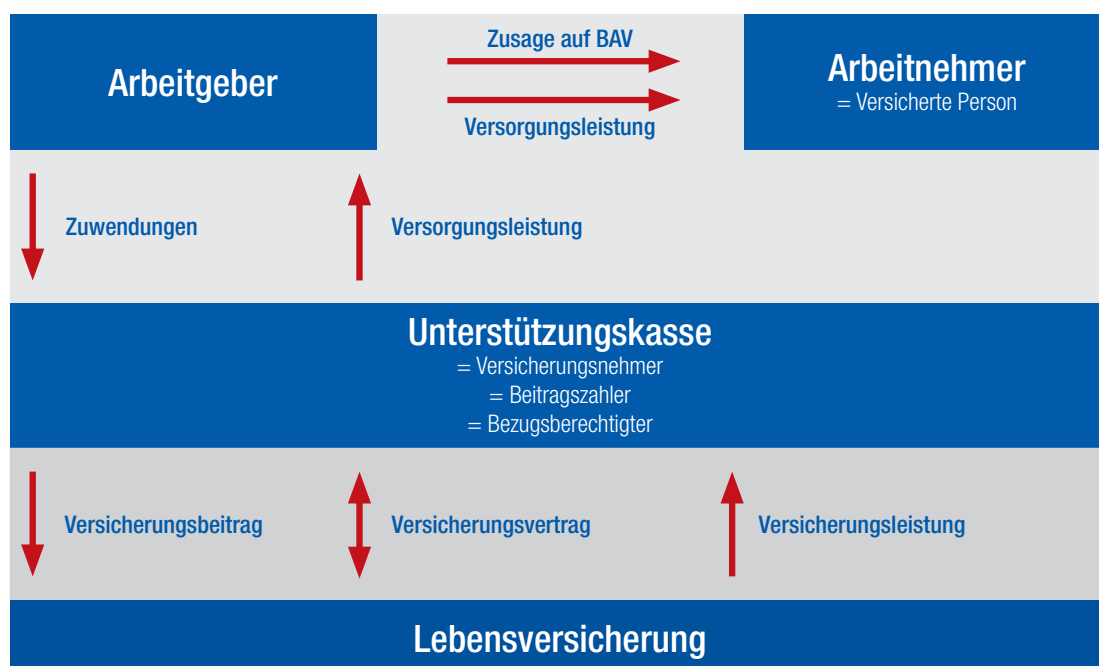 Arbeitgeber
Zusage auf BAV
Versorgungsleistung
Arbeitnehmer
= Versicherte Person
Zuwendungen
Versorgungsleistung
Unterstützungskasse
= Versicherungsnehmer
= Beitragszahler
= Bezugsberechtigter
Versicherungsbeitrag
Versicherungsvertrag
Versicherungsleistung
Lebensversicherung